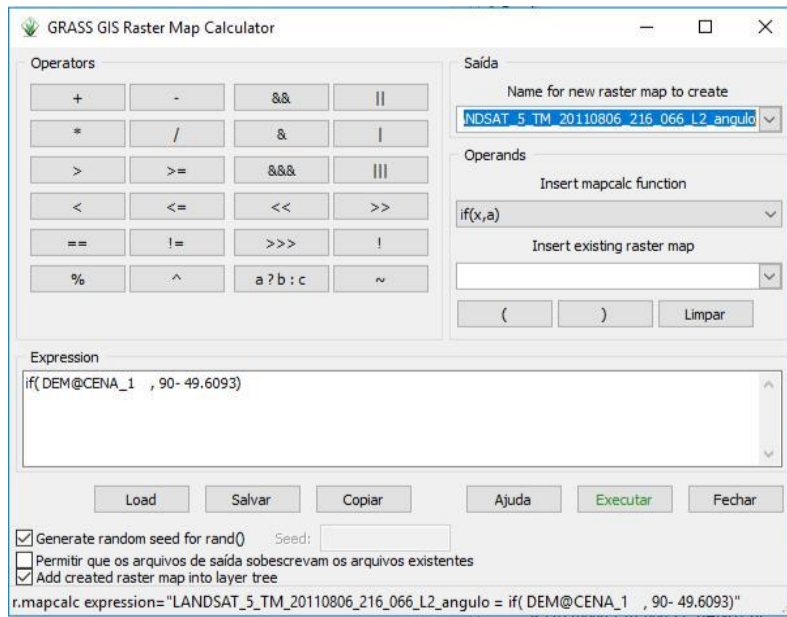 GRASS GIS Raster Map Calculator
Operators
+ - && ||
* / & |
> >= &&& |||
< <= << >>
== != >>> !
% ^ a?b:c ~
Saída
Name for new raster map to create
NDSAT_5_TM_20110806_216_066_L2_angulo
Operands
Insert mapcalc function
if(x,a)
Insert existing raster map
( ) Limpar
Expression
if( DEM@CENA_1 , 90- 49.6093)
Load Salvar Copiar Ajuda Executar Fechar
Generate random seed for rand() Seed:
Permitir que os arquivos de saída sobescrevam os arquivos existentes
Add created raster map into layer tree
r.mapcalc expression="LANDSAT_5_TM_20110806_216_066_L2_angulo = if( DEM@CENA_1 , 90- 49.6093)"